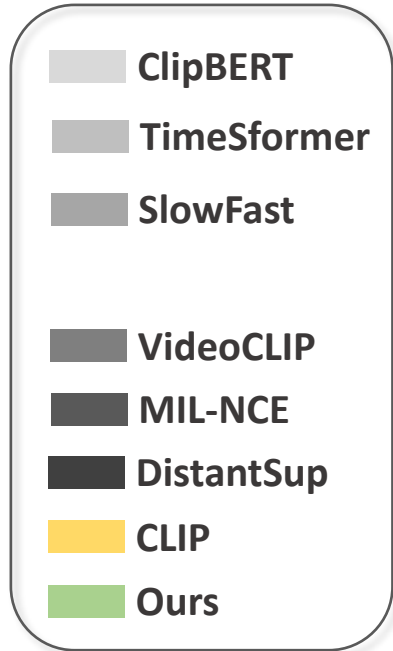 ClipBERT
TimeSformer
SlowFast
VideoCLIP
MIL-NCE
DistantSup
CLIP
Ours